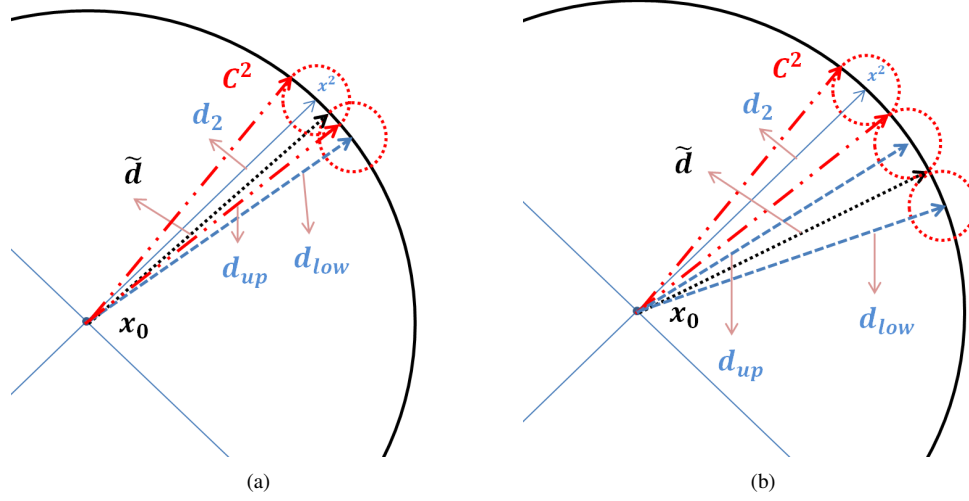 C²
x²
d₂
d̃
d_up
d_low
x₀
(a)
C²
x²
d₂
d̃
x₀
d_low
d_up
(b)